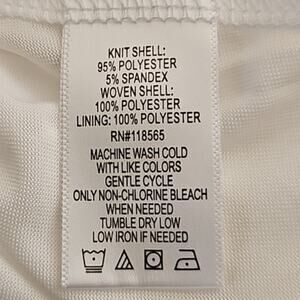 KNIT SHELL:
95% POLYESTER
5% SPANDEX
WOVEN SHELL:
100% POLYESTER
LINING: 100% POLYESTER
RN#118565
MACHINE WASH COLD
WITH LIKE COLORS
GENTLE CYCLE
ONLY NON-CHLORINE BLEACH
WHEN NEEDED
TUMBLE DRY LOW
LOW IRON IF NEEDED